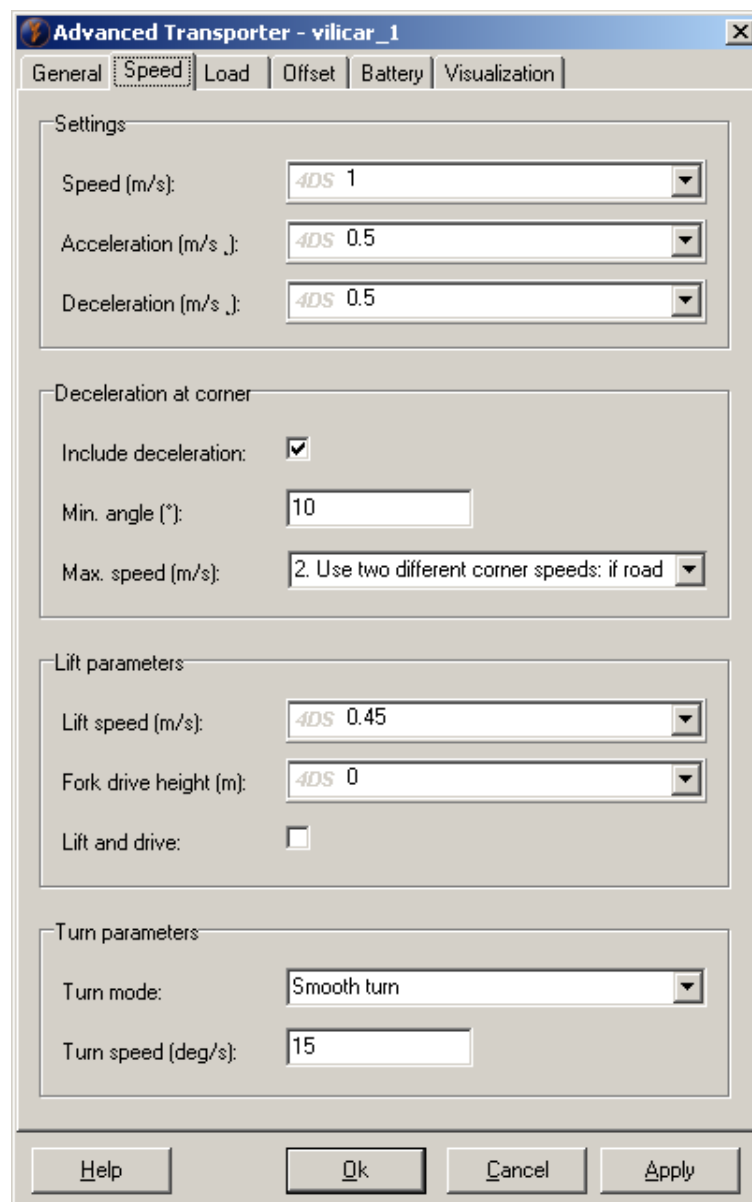 Advanced Transporter - vilicar_1
General Speed Load Offset Battery Visualization
Settings
Speed (m/s): 4DS 1
Acceleration (m/s ¸): 4DS 0.5
Deceleration (m/s ¸): 4DS 0.5
Deceleration at corner
Include deceleration:
Min. angle (°): 10
Max. speed (m/s): 2. Use two different corner speeds: if road
Lift parameters
Lift speed (m/s): 4DS 0.45
Fork drive height (m): 4DS 0
Lift and drive:
Turn parameters
Turn mode: Smooth turn
Turn speed (deg/s): 15
Help Ok Cancel Apply